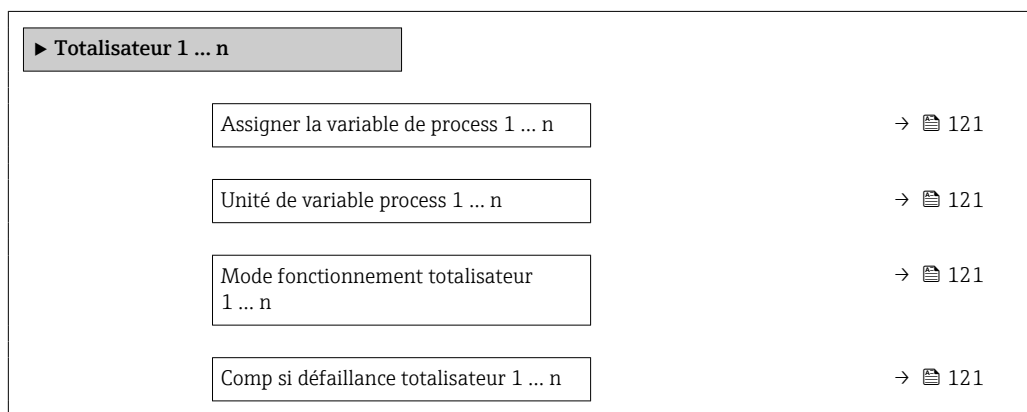 ▶ Totalisateur 1 … n
Assigner la variable de process 1 … n → 121
Unité de variable process 1 … n → 121
Mode fonctionnement totalisateur → 121
1 … n
Comp si défaillance totalisateur 1 … n → 121